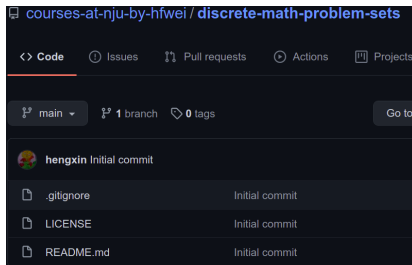 courses-at-nju-by-hfwei / discrete-math-problem-sets
Code Issues Pull requests Actions Projects
main 1 branch 0 tags Go to
hengxin Initial commit
.gitignore Initial commit
LICENSE Initial commit
README.md Initial commit